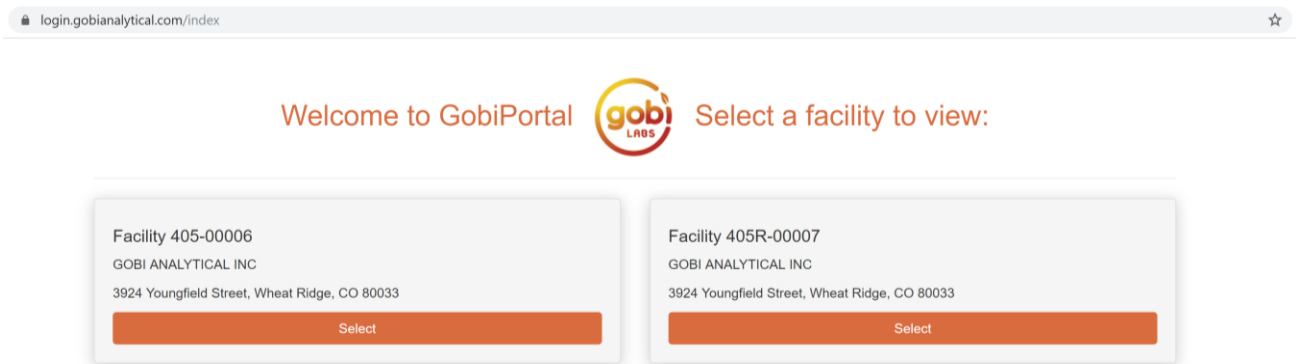 login.gobianalytical.com/index
Welcome to GobiPortal
gobi
LABS
Select a facility to view:
Facility 405-00006
GOBI ANALYTICAL INC
3924 Youngfield Street, Wheat Ridge, CO 80033
Select
Facility 405R-00007
GOBI ANALYTICAL INC
3924 Youngfield Street, Wheat Ridge, CO 80033
Select